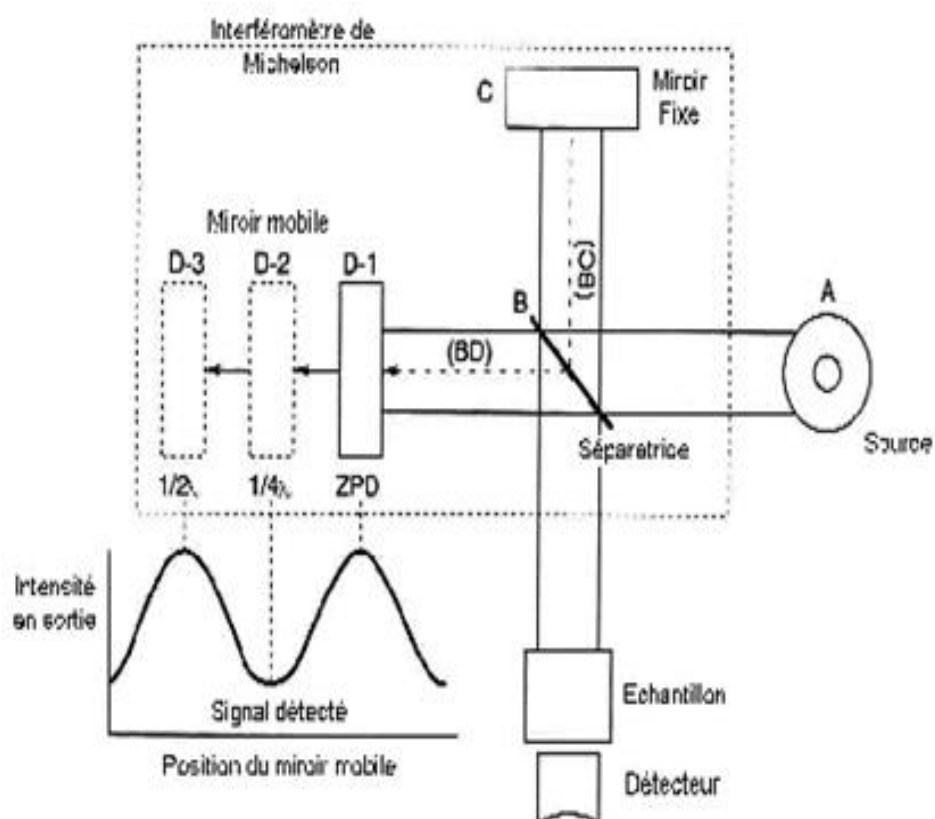 Interféromètre de
Michelson
C
Miroir
Fixe
Miroir mobile
D-3 D-2 D-1
(BC)
B
A
(BD)
Source
Séparatrice
1/2λ 1/4λ ZPD
Intensité
en sortie
Signal détecté
Position du miroir mobile
Echantillon
Détecteur